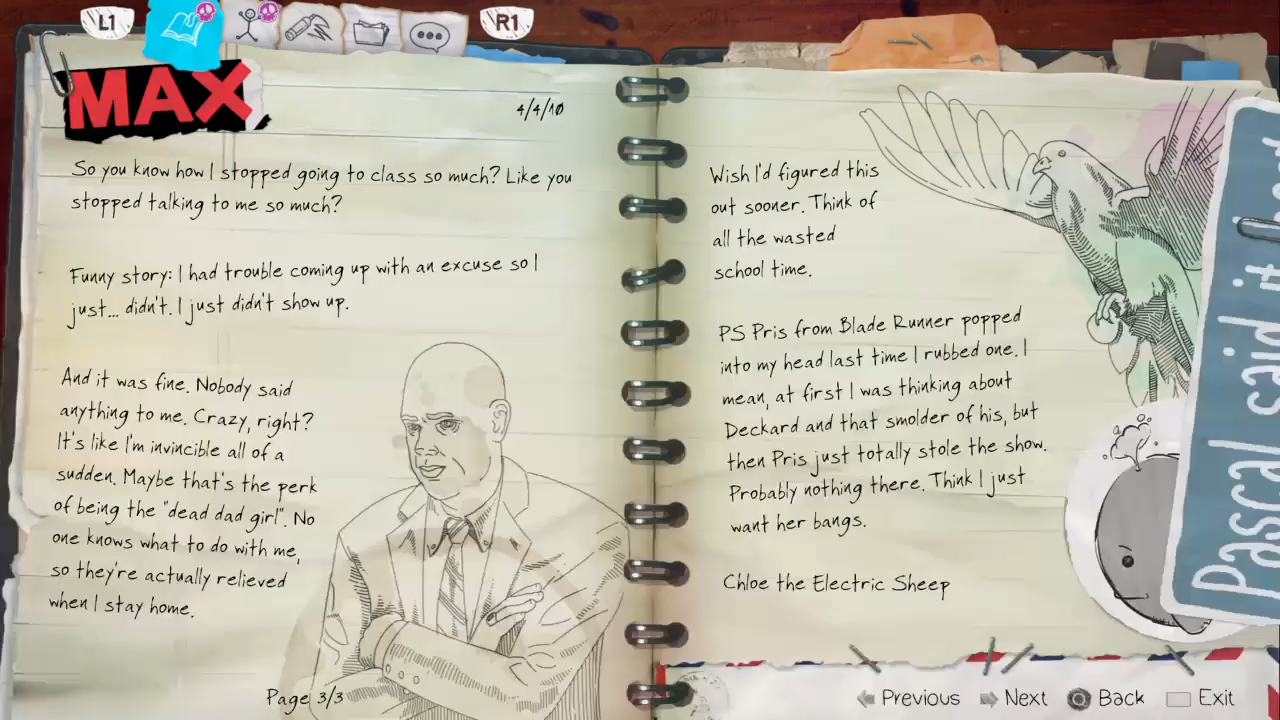 L1
R1
MAX
4/4/10
So you know how I stopped going to class so much? Like you
stopped talking to me so much?
Funny story: I had trouble coming up with an excuse so I
just... didn't. I just didn't show up.
And it was fine. Nobody said
anything to me. Crazy, right?
It's like I'm invincible all of a
sudden. Maybe that's the perk
of being the "dead dad girl". No
one knows what to do with me,
so they're actually relieved
when I stay home.
Page 3/3
Wish I'd figured this
out sooner. Think of
all the wasted
school time.
PS Pris from Blade Runner popped
into my head last time I rubbed one. I
mean, at first I was thinking about
Deckard and that smolder of his, but
then Pris just totally stole the show.
Probably nothing there. Think I just
want her bangs.
Chloe the Electric Sheep
Pascal said it
Previous
Next
Back
Exit